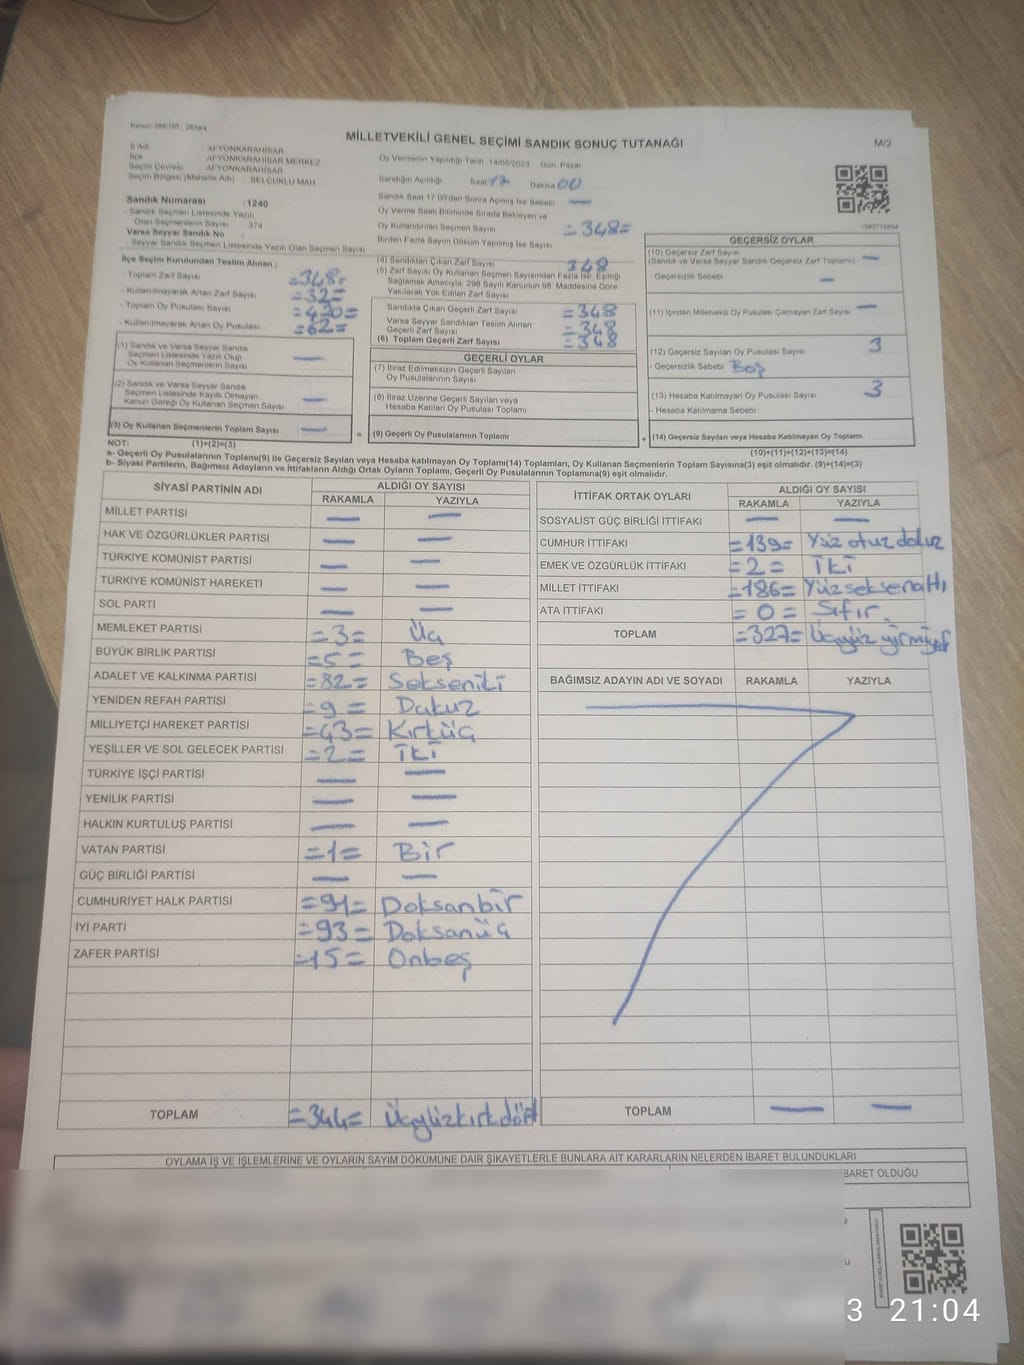 MİLLETVEKİLİ GENEL SEÇİMİ SANDIK SONUÇ TUTANAĞI
M/2
İl Adı AFYONKARAHİSAR
İlçe AFYONKARAHİSAR MERKEZ
Seçim Çevresi AFYONKARAHİSAR
Seçim Bölgesi (Mahalle Adı) : SELÇUKLU MAH
Oy Vermenin Yapıldığı Tarih :14/05/2023 Gün: Pazar
Sandığın Açıldığı Saat 17 Dakika 00
Sandık Saat 17.00'den Sonra Açılmış İse Sebebi —
Oy Verme Saati Bitiminde Sırada Bekleyen ve
Oy Kullandırılan Seçmen Sayısı =348=
Birden Fazla Sayım Döküm Yapılmış İse Sayısı
Sandık Numarası :1240
- Sandık Seçmen Listesinde Yazılı
Olan Seçmenlerin Sayısı : 374
Varsa Seyyar Sandık No :
- Seyyar Sandık Seçmen Listesinde Yazılı Olan Seçmen Sayısı
İlçe Seçim Kurulundan Teslim Alınan ;
- Toplam Zarf Sayısı
- Kullanılmayarak Artan Zarf Sayısı =32=
- Toplam Oy Pusulası Sayısı
- Kullanılmayarak Artan Oy Pusulası =62=
(4) Sandıktan Çıkan Zarf Sayısı 348
(5) Zarf Sayısı Oy Kullanan Seçmen Sayısından Fazla İse, Eşitliği
Sağlamak Amacıyla, 298 Sayılı Kanunun 98. Maddesine Göre
Yakılarak Yok Edilen Zarf Sayısı
Sandıkta Çıkan Geçerli Zarf Sayısı =348
Varsa Seyyar Sandıktan Teslim Alınan
Geçerli Zarf Sayısı =348
(6) Toplam Geçerli Zarf Sayısı =348
GEÇERLİ OYLAR
(7) İtiraz Edilmeksizin Geçerli Sayılan
Oy Pusulalarının Sayısı
(8) İtiraz Üzerine Geçerli Sayılan veya
Hesaba Katılan Oy Pusulası Toplamı
(9) Geçerli Oy Pusulalarının Toplamı
(1) Sandık ve Varsa Seyyar Sandık
Seçmen Listesinde Yazılı Olup
Oy Kullanan Seçmenlerin Sayısı —
(2) Sandık ve Varsa Seyyar Sandık
Seçmen Listesinde Kayıtlı Olmayan
Kanun Gereği Oy Kullanan Seçmen Sayısı —
(3) Oy Kullanan Seçmenlerin Toplam Sayısı —
GEÇERSİZ OYLAR
(10) Geçersiz Zarf Sayısı
(Sandık ve Varsa Seyyar Sandık Geçersiz Zarf Toplamı) —
- Geçersizlik Sebebi —
(11) İçinden Milletvekili Oy Pusulası Çıkmayan Zarf Sayısı —
(12) Geçersiz Sayılan Oy Pusulası Sayısı 3
- Geçersizlik Sebebi Boş
(13) Hesaba Katılmayan Oy Pusulası Sayısı 3
- Hesaba Katılmama Sebebi
(14) Geçersiz Sayılan veya Hesaba Katılmayan Oy Pusulası Toplamı
NOT: (1)+(2)=(3)
(10)+(11)+(12)+(13)=(14)
a- Geçerli Oy Pusulası Toplamı(9) ile Geçersiz Sayılan veya Hesaba katılmayan Oy Toplamı(14) Toplamları, Oy Kullanan Seçmenlerin Toplam Sayısına(3) eşit olmalıdır. (9)+(14)=(3)
b- Siyasi Partilerin, Bağımsız Adayların ve İttifakların Aldığı Ortak Oyların Toplamı, Geçerli Oy Pusulalarının Toplamına(9) eşit olmalıdır.
SİYASİ PARTİNİN ADI ALDIĞI OY SAYISI
RAKAMLA YAZIYLA
MİLLET PARTİSİ — —
HAK VE ÖZGÜRLÜKLER PARTİSİ — —
TÜRKİYE KOMÜNİST PARTİSİ — —
TÜRKİYE KOMÜNİST HAREKETİ — —
SOL PARTİ — —
MEMLEKET PARTİSİ =3= Üç
BÜYÜK BİRLİK PARTİSİ =5= Beş
ADALET VE KALKINMA PARTİSİ =82= Sekseniki
YENİDEN REFAH PARTİSİ =9= Dokuz
MİLLİYETÇİ HAREKET PARTİSİ =43= Kırküç
YEŞİLLER VE SOL GELECEK PARTİSİ =2= İki
TÜRKİYE İŞÇİ PARTİSİ — —
YENİLİK PARTİSİ — —
HALKIN KURTULUŞ PARTİSİ — —
VATAN PARTİSİ =1= Bir
GÜÇ BİRLİĞİ PARTİSİ — —
CUMHURİYET HALK PARTİSİ =91= Doksanbir
İYİ PARTİ =93= Doksanüç
ZAFER PARTİSİ =15= Onbeş
TOPLAM =344= Üçyüzkırkdört
İTTİFAK ORTAK OYLARI ALDIĞI OY SAYISI
RAKAMLA YAZIYLA
SOSYALİST GÜÇ BİRLİĞİ İTTİFAKI — —
CUMHUR İTTİFAKI =139= Yüz otuz dokuz
EMEK VE ÖZGÜRLÜK İTTİFAKI =2= İki
MİLLET İTTİFAKI =186= Yüzseksenaltı
ATA İTTİFAKI =0= Sıfır
TOPLAM =327= Üçyüz yirmiyedi
BAĞIMSIZ ADAYIN ADI VE SOYADI RAKAMLA YAZIYLA
TOPLAM — —
OYLAMA İŞ VE İŞLEMLERİNE VE OYLARIN SAYIM DÖKÜMÜNE DAİR ŞİKAYETLERLE BUNLARA AİT KARARLARIN NELERDEN İBARET BULUNDUKLARI
İBARET OLDUĞU
3 21:04